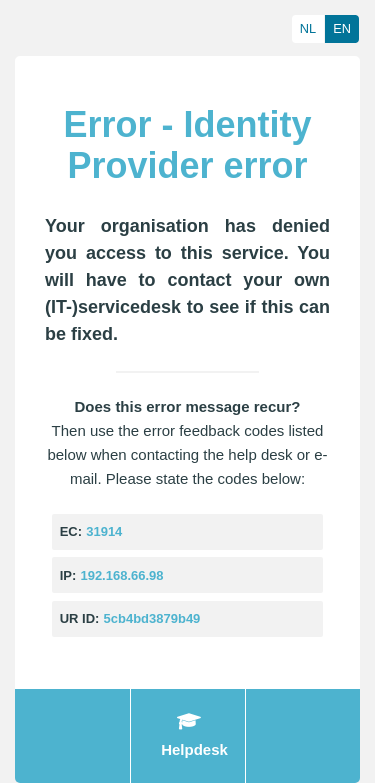 NL EN
Error - Identity
Provider error
Your organisation has denied
you access to this service. You
will have to contact your own
(IT-)servicedesk to see if this can
be fixed.
Does this error message recur?
Then use the error feedback codes listed
below when contacting the help desk or e-
mail. Please state the codes below:
EC: 31914
IP: 192.168.66.98
UR ID: 5cb4bd3879b49
Helpdesk